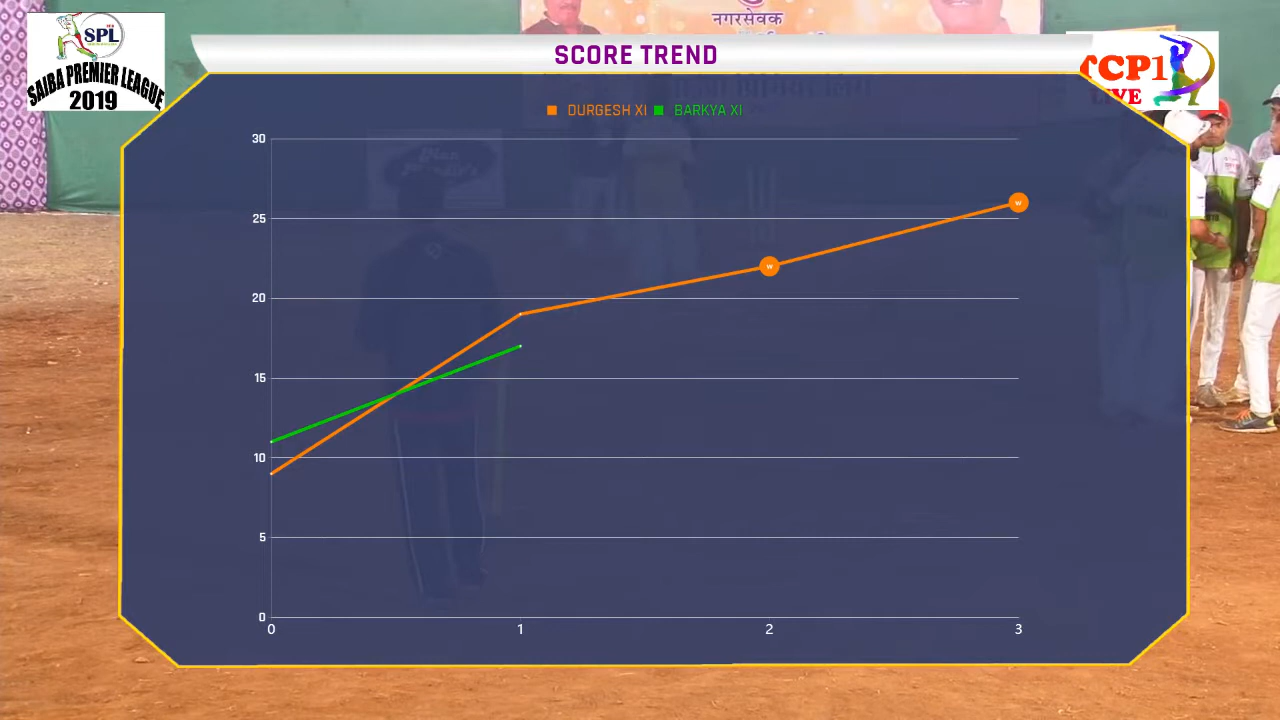 नगरसेवक
SPL
SAIBA PREMIER LEAGUE
2019
SCORE TREND
TCP1
LIVE
DURGESH XI
BARKYA XI
30
25
20
15
10
5
0
W
W
0 1 2 3